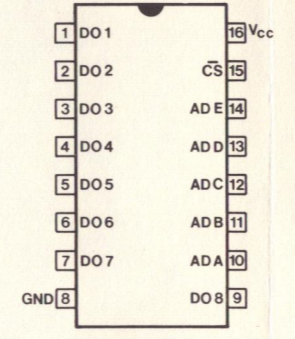 1 DO1 16 Vcc
2 DO2 C̅S̅ 15
3 DO3 ADE 14
4 DO4 ADD 13
5 DO5 ADC 12
6 DO6 ADB 11
7 DO7 ADA 10
GND 8 DO8 9